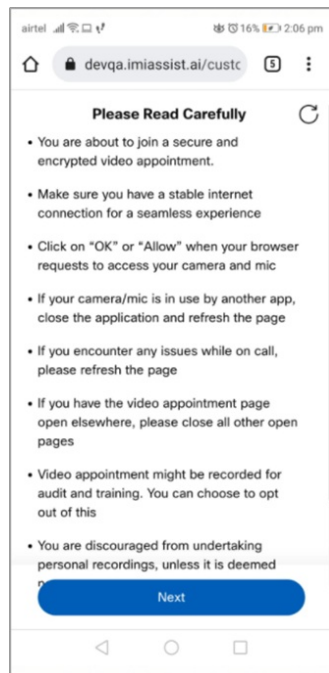 airtel 16% 2:06 pm
devqa.imiassist.ai/custc 5
Please Read Carefully
• You are about to join a secure and
encrypted video appointment.
• Make sure you have a stable internet
connection for a seamless experience
• Click on “OK” or “Allow” when your browser
requests to access your camera and mic
• If your camera/mic is in use by another app,
close the application and refresh the page
• If you encounter any issues while on call,
please refresh the page
• If you have the video appointment page
open elsewhere, please close all other open
pages
• Video appointment might be recorded for
audit and training. You can choose to opt
out of this
• You are discouraged from undertaking
personal recordings, unless it is deemed
Next